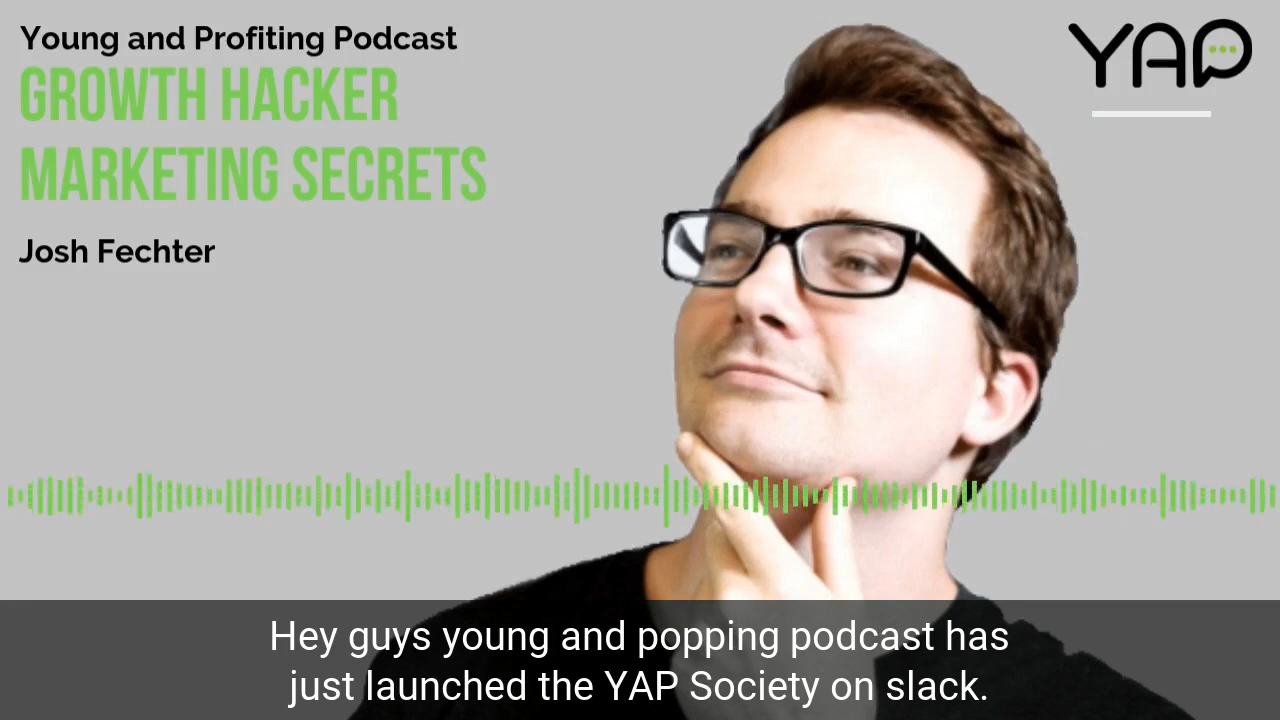 Young and Profiting Podcast
YAP
GROWTH HACKER
MARKETING SECRETS
Josh Fechter
Hey guys young and popping podcast has
just launched the YAP Society on slack.